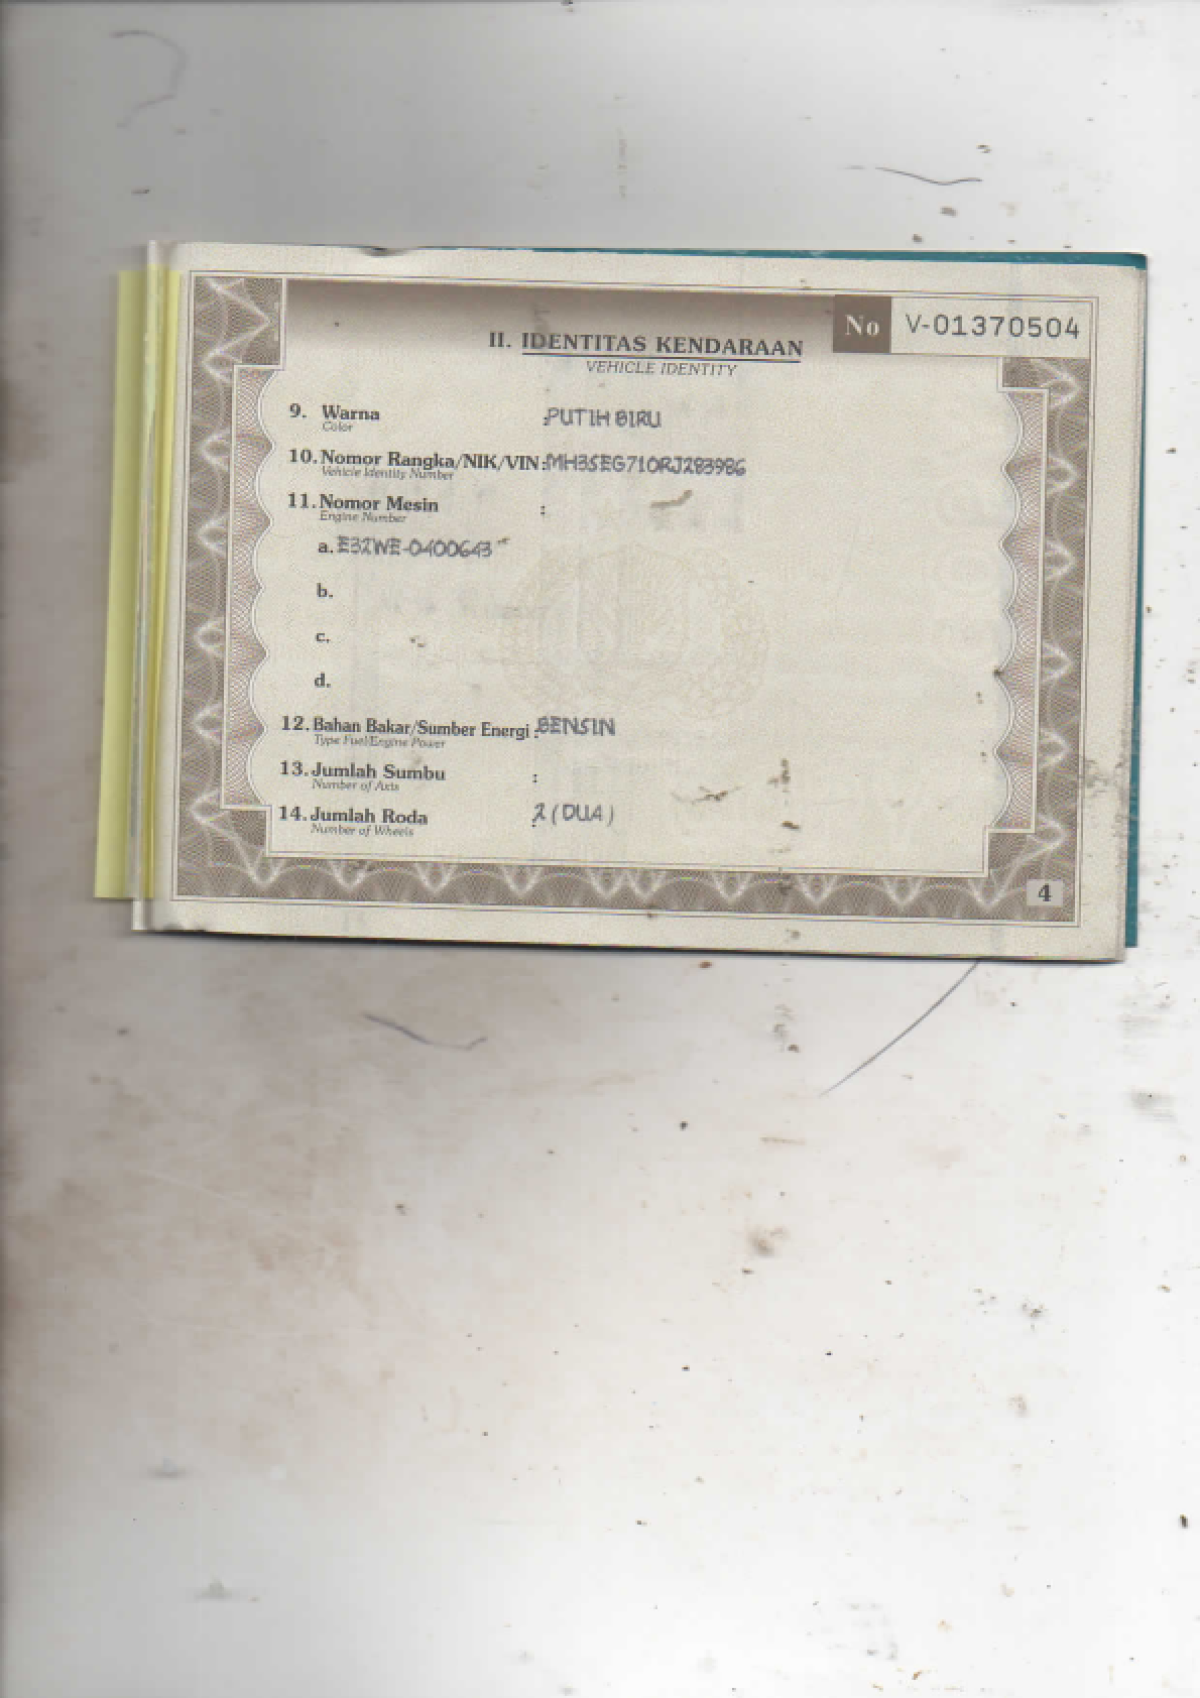 No V-01370504
II. IDENTITAS KENDARAAN
VEHICLE IDENTITY
9. Warna :PUTIH BIRU
Color
10. Nomor Rangka/NIK/VIN :MH3SEG710RJ283986
Vehicle Identity Number
11. Nomor Mesin :
Engine Number
a. E32WE-0400643
b.
c.
d.
12. Bahan Bakar/Sumber Energi : BENSIN
Type Fuel/Engine Power
13. Jumlah Sumbu :
Number of Axis
14. Jumlah Roda : 2 (DUA)
Number of Wheels
4